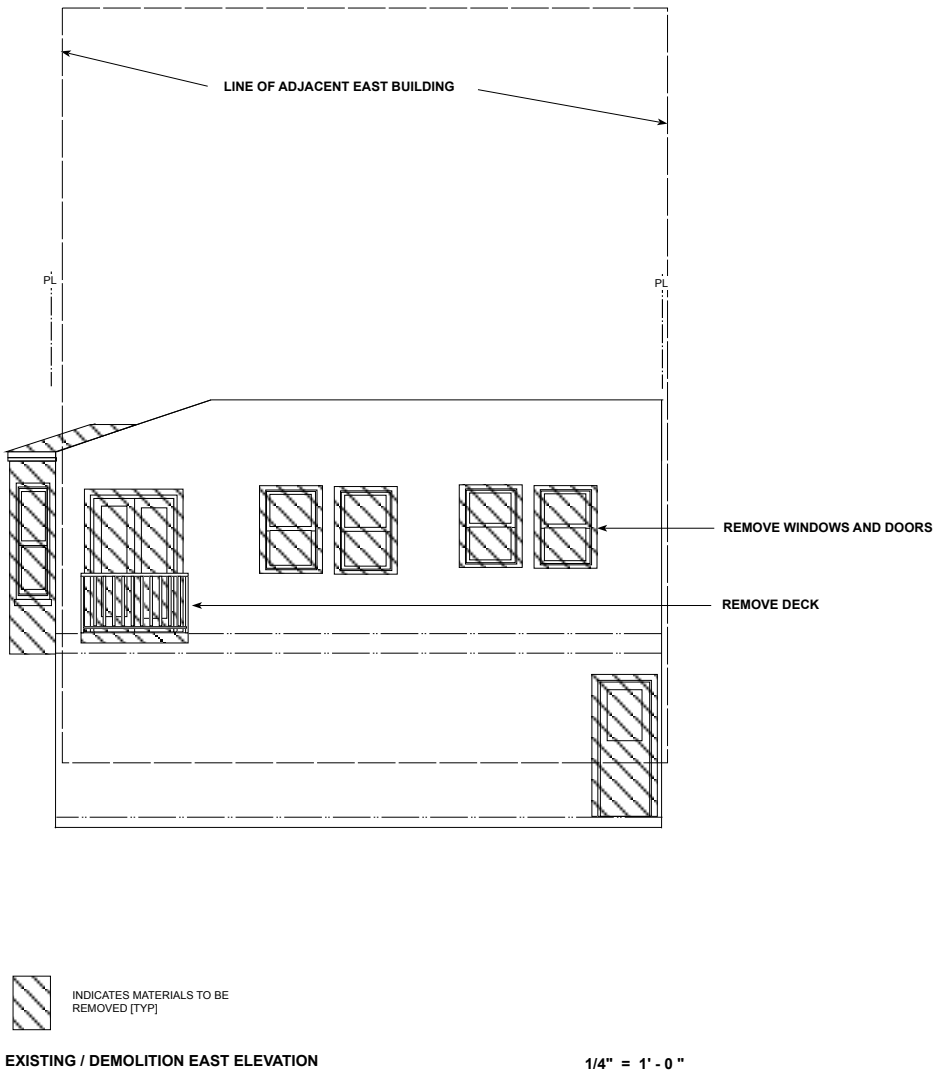 LINE OF ADJACENT EAST BUILDING
PL
PL
REMOVE WINDOWS AND DOORS
REMOVE DECK
INDICATES MATERIALS TO BE
REMOVED [TYP]
EXISTING / DEMOLITION EAST ELEVATION
1/4" = 1' - 0 "